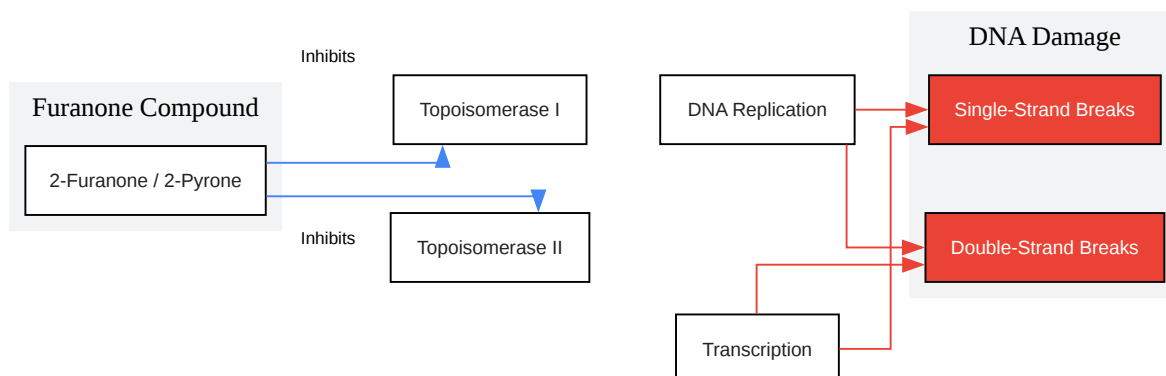 Furanone Compound
2-Furanone / 2-Pyrone
Inhibits
Inhibits
Topoisomerase I
Topoisomerase II
DNA Replication
Transcription
DNA Damage
Single-Strand Breaks
Double-Strand Breaks